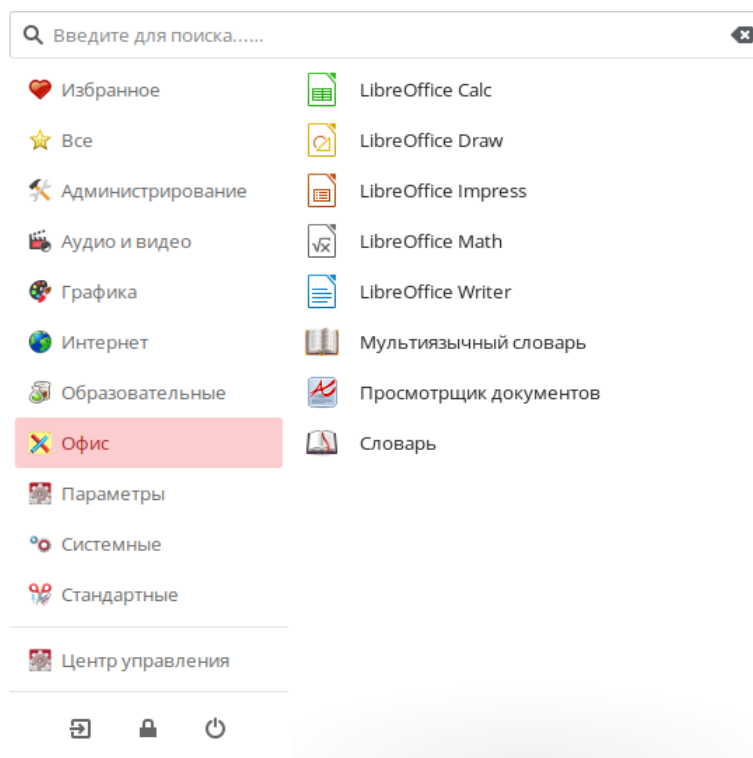 Введите для поиска......
Избранное
Все
Администрирование
Аудио и видео
Графика
Интернет
Образовательные
Офис
Параметры
Системные
Стандартные
Центр управления
LibreOffice Calc
LibreOffice Draw
LibreOffice Impress
LibreOffice Math
LibreOffice Writer
Мультиязычный словарь
Просмотрщик документов
Словарь